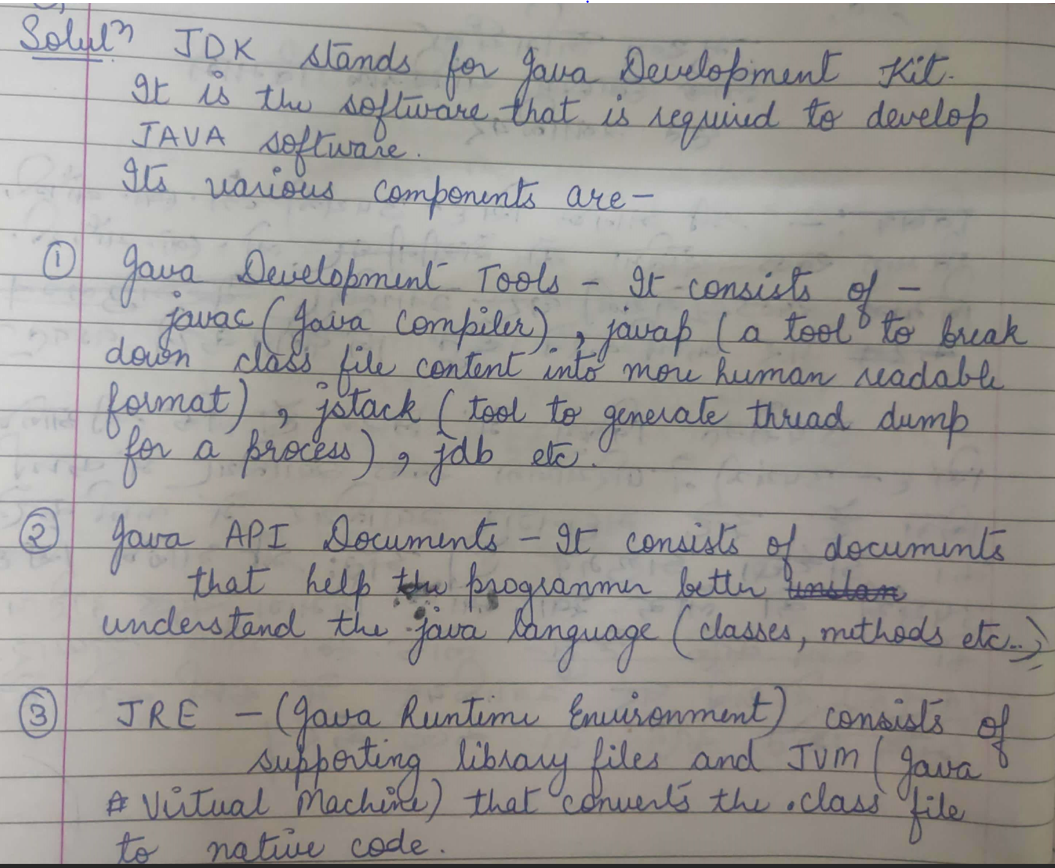 Soluⁿ JDK stands for Java Development Kit.
It is the software that is required to develop
JAVA software.
Its various components are -
① Java Development Tools - It consists of -
javac (Java Compiler), javap (a tool to break
down class file content into more human readable
format), jstack (tool to generate thread dump
for a process), jdb etc.
② Java API Documents - It consists of documents
that help the programmer better
understand the java language (classes, methods etc..)
③ JRE - (Java Runtime Environment) consists of
supporting library files and JVM (Java
Virtual Machine) that converts the .class file
to native code.